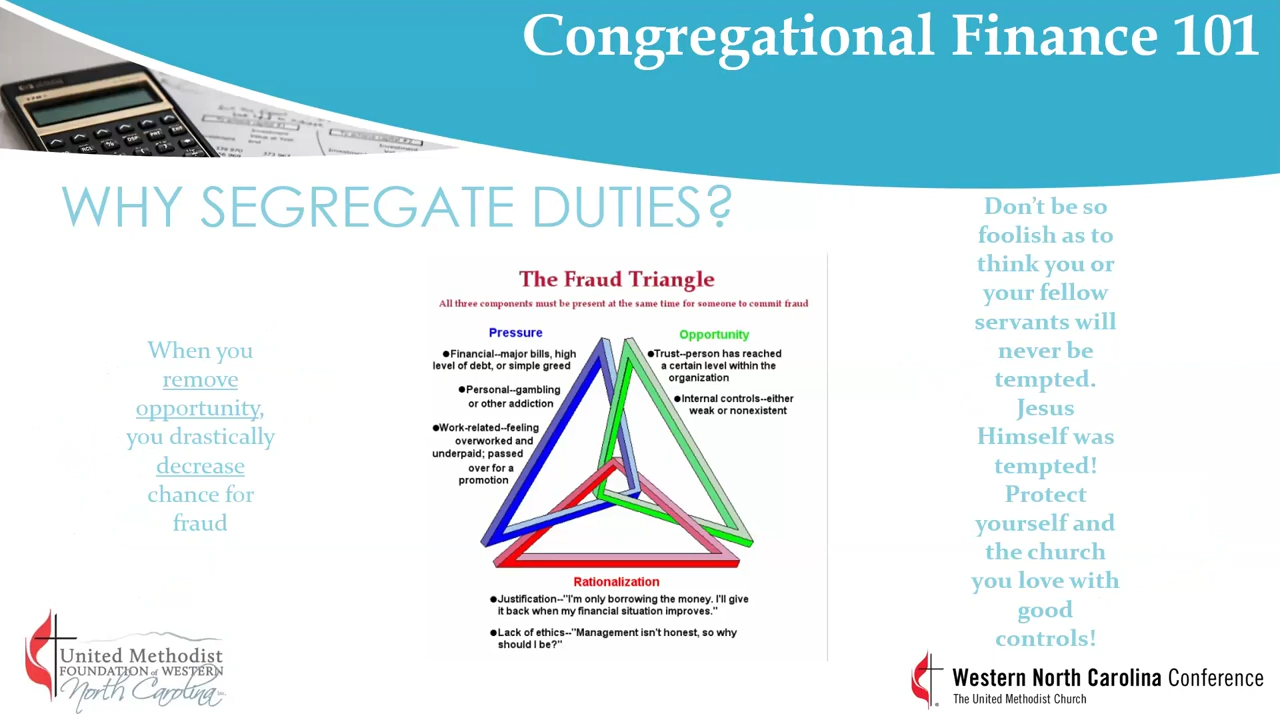 Congregational Finance 101
WHY SEGREGATE DUTIES?
When you
remove
opportunity,
you drastically
decrease
chance for
fraud
The Fraud Triangle
All three components must be present at the same time for someone to commit fraud
Pressure
●Financial--major bills, high
level of debt, or simple greed
●Personal--gambling
or other addiction
●Work-related--feeling
overworked and
underpaid; passed
over for a
promotion
Opportunity
●Trust--person has reached
a certain level within the
organization
●Internal controls--either
weak or nonexistent
Rationalization
●Justification--"I'm only borrowing the money. I'll give
it back when my financial situation improves."
●Lack of ethics--"Management isn't honest, so why
should I be?"
Don't be so
foolish as to
think you or
your fellow
servants will
never be
tempted.
Jesus
Himself was
tempted!
Protect
yourself and
the church
you love with
good
controls!
United Methodist
FOUNDATION of WESTERN
North Carolina
Western North Carolina Conference
The United Methodist Church